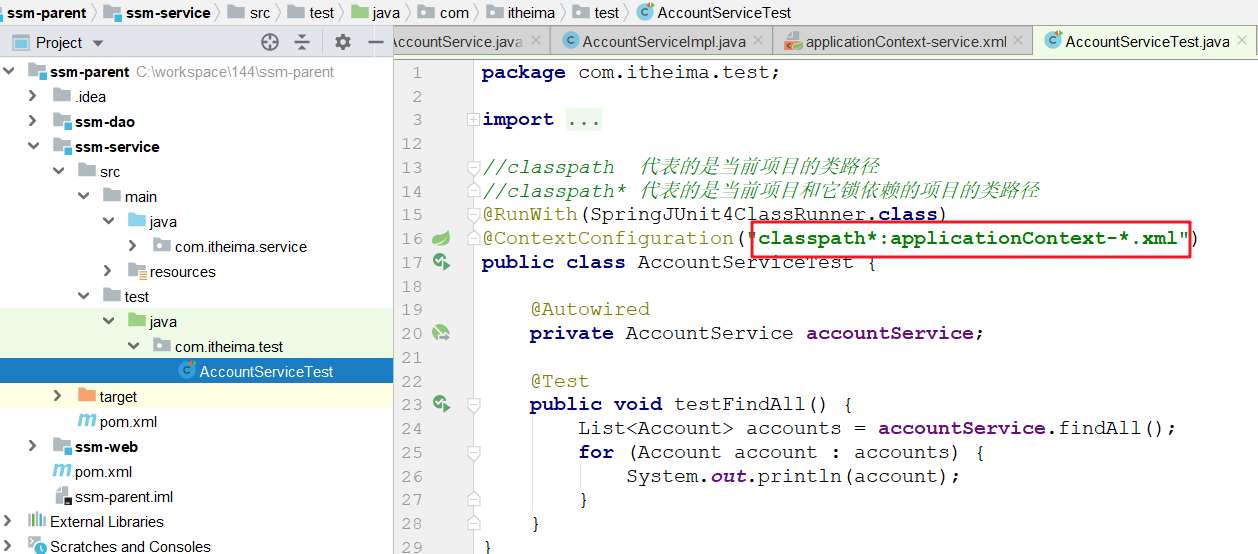 ssm-parent ssm-service src test java com itheima test AccountServiceTest
Project
AccountService.java AccountServiceImpl.java applicationContext-service.xml AccountServiceTest.java
ssm-parent C:\workspace\144\ssm-parent
.idea
ssm-dao
ssm-service
src
main
java
com.itheima.service
resources
test
java
com.itheima.test
AccountServiceTest
target
pom.xml
ssm-web
pom.xml
ssm-parent.iml
External Libraries
Scratches and Consoles
1 package com.itheima.test;
2
3 import ...
12
13 //classpath 代表的是当前项目的类路径
14 //classpath* 代表的是当前项目和它锁依赖的项目的类路径
15 @RunWith(SpringJUnit4ClassRunner.class)
16 @ContextConfiguration("classpath*:applicationContext-*.xml")
17 public class AccountServiceTest {
18
19 @Autowired
20 private AccountService accountService;
21
22 @Test
23 public void testFindAll() {
24 List<Account> accounts = accountService.findAll();
25 for (Account account : accounts) {
26 System.out.println(account);
27 }
28 }
29 }